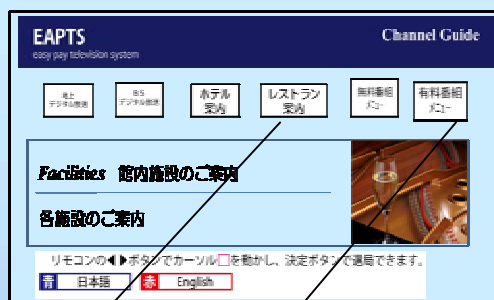 EAPTS
easy pay television system
Channel Guide
地上
デジタル放送
BS
デジタル放送
ホテル
案内
レストラン
案内
無料番組
メニュー
有料番組
メニュー
Facilities 館内施設のご案内
各施設のご案内
リモコンの◀▶ボタンでカーソル□を動かし、決定ボタンで選局できます。
青 日本語 赤 English